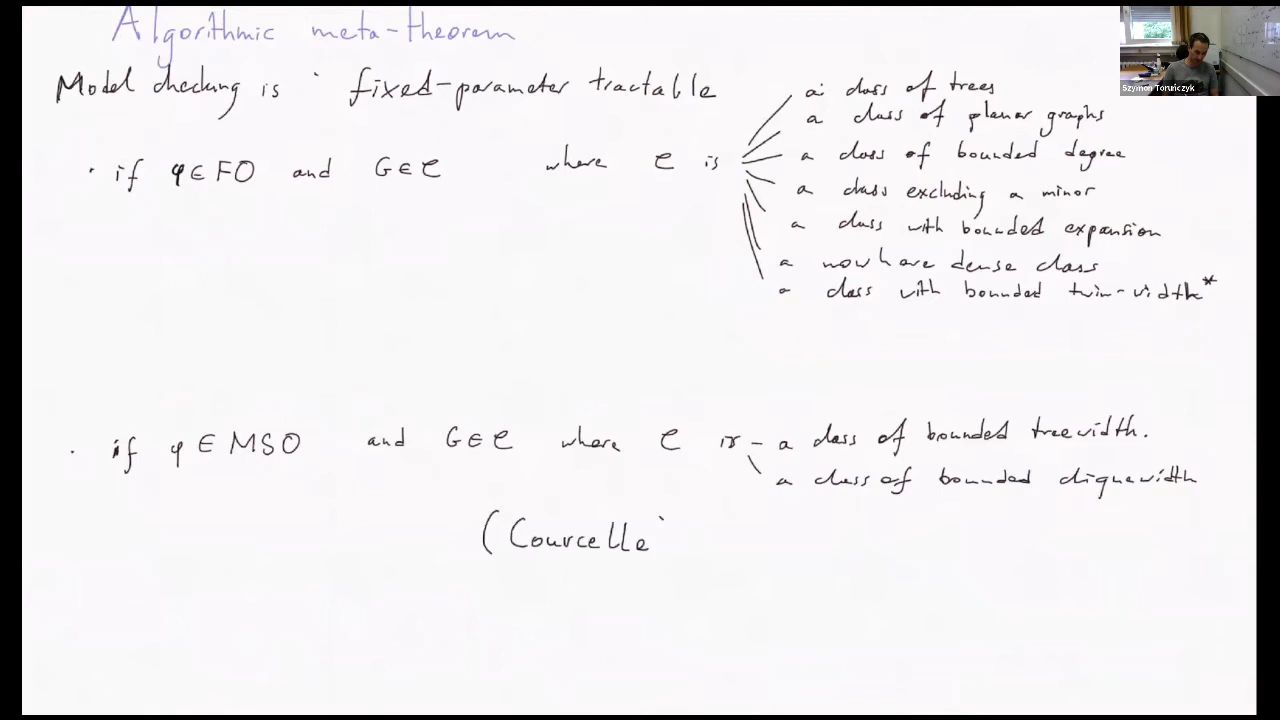 Algorithmic meta-theorem
Szymon Toruńczyk
Model checking is fixed-parameter tractable
a class of trees
a class of planar graphs
· if φ ∈ FO and G ∈ C where C is
a class of bounded degree
a class excluding a minor
a class with bounded expansion
a nowhere dense class
a class with bounded twin-width*
· if φ ∈ MSO and G ∈ C where C is – a class of bounded treewidth.
a class of bounded cliquewidth
(Courcelle